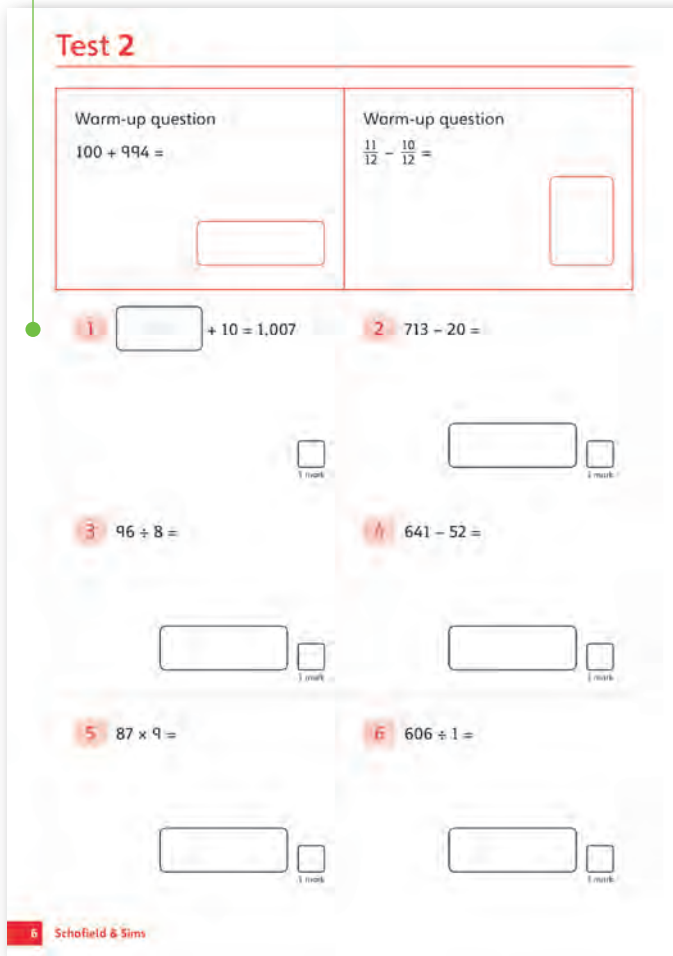 Test 2
Warm-up question
100 + 994 =
Warm-up question
11/12 − 10/12 =
1 + 10 = 1,007
1 mark
2 713 − 20 =
1 mark
3 96 ÷ 8 =
1 mark
4 641 − 52 =
1 mark
5 87 × 9 =
1 mark
6 606 ÷ 1 =
1 mark
6 Schofield & Sims